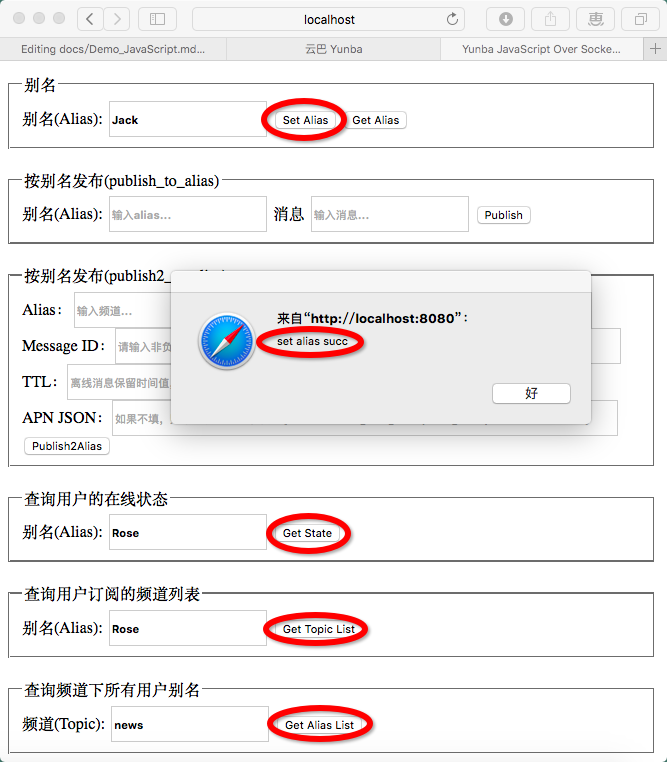 localhost
Editing docs/Demo_JavaScript.md...
云巴 Yunba
Yunba JavaScript Over Socke...
别名
别名(Alias): Jack Set Alias Get Alias
按别名发布(publish_to_alias)
别名(Alias): 输入alias... 消息 输入消息... Publish
按别名发布(publish2_
Alias： 输入频道...
Message ID： 请输入非负
TTL： 离线消息保留时间值
APN JSON： 如果不填，
Publish2Alias
来自“http://localhost:8080”：
set alias succ
好
查询用户的在线状态
别名(Alias): Rose Get State
查询用户订阅的频道列表
别名(Alias): Rose Get Topic List
查询频道下所有用户别名
频道(Topic): news Get Alias List